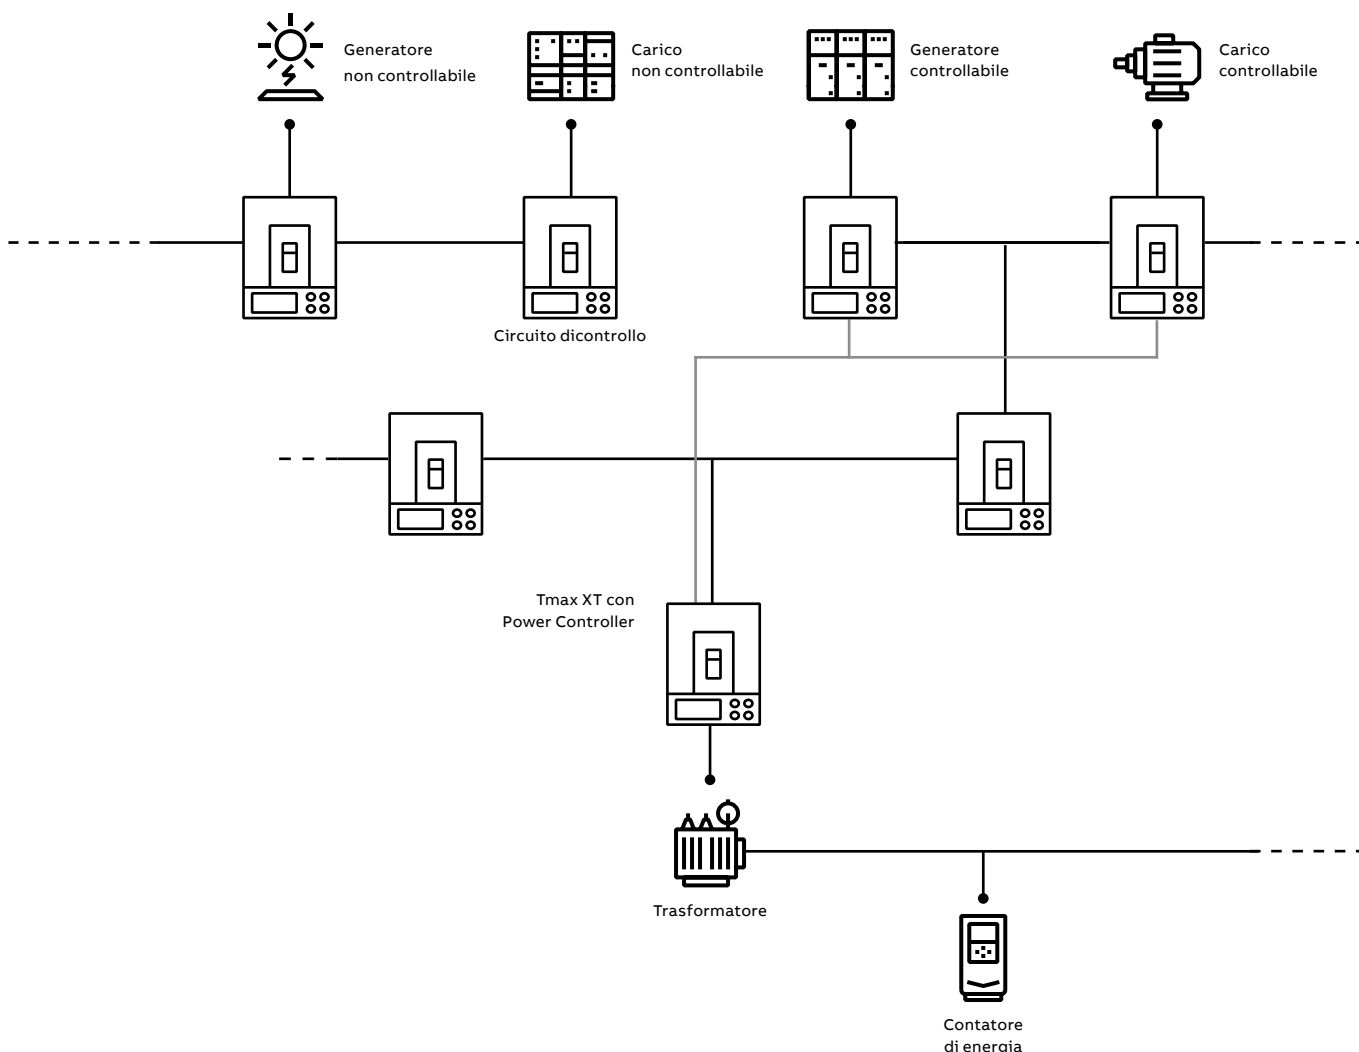 Generatore
non controllabile
Carico
non controllabile
Generatore
controllabile
Carico
controllabile
Circuito dicontrollo
Tmax XT con
Power Controller
Trasformatore
Contatore
di energia